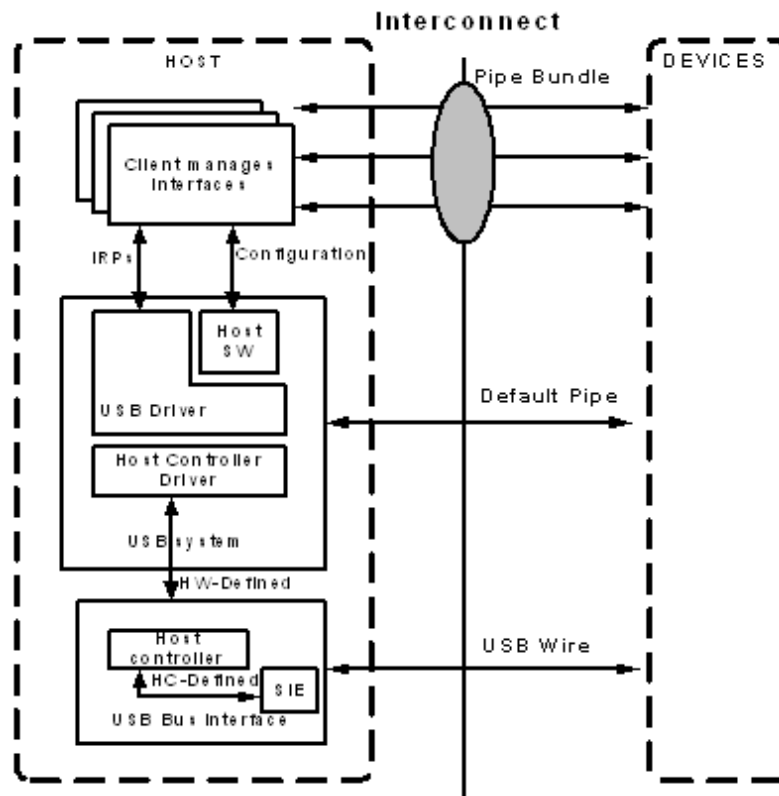 Interconnect
HOST
Pipe Bundle
DEVICES
Client manages
Interfaces
IRPs
Configuration
Host
SW
USB Driver
Default Pipe
Host Controller
Driver
USB system
HW-Defined
Host
controller
USB Wire
HC-Defined
SIE
USB Bus Interface